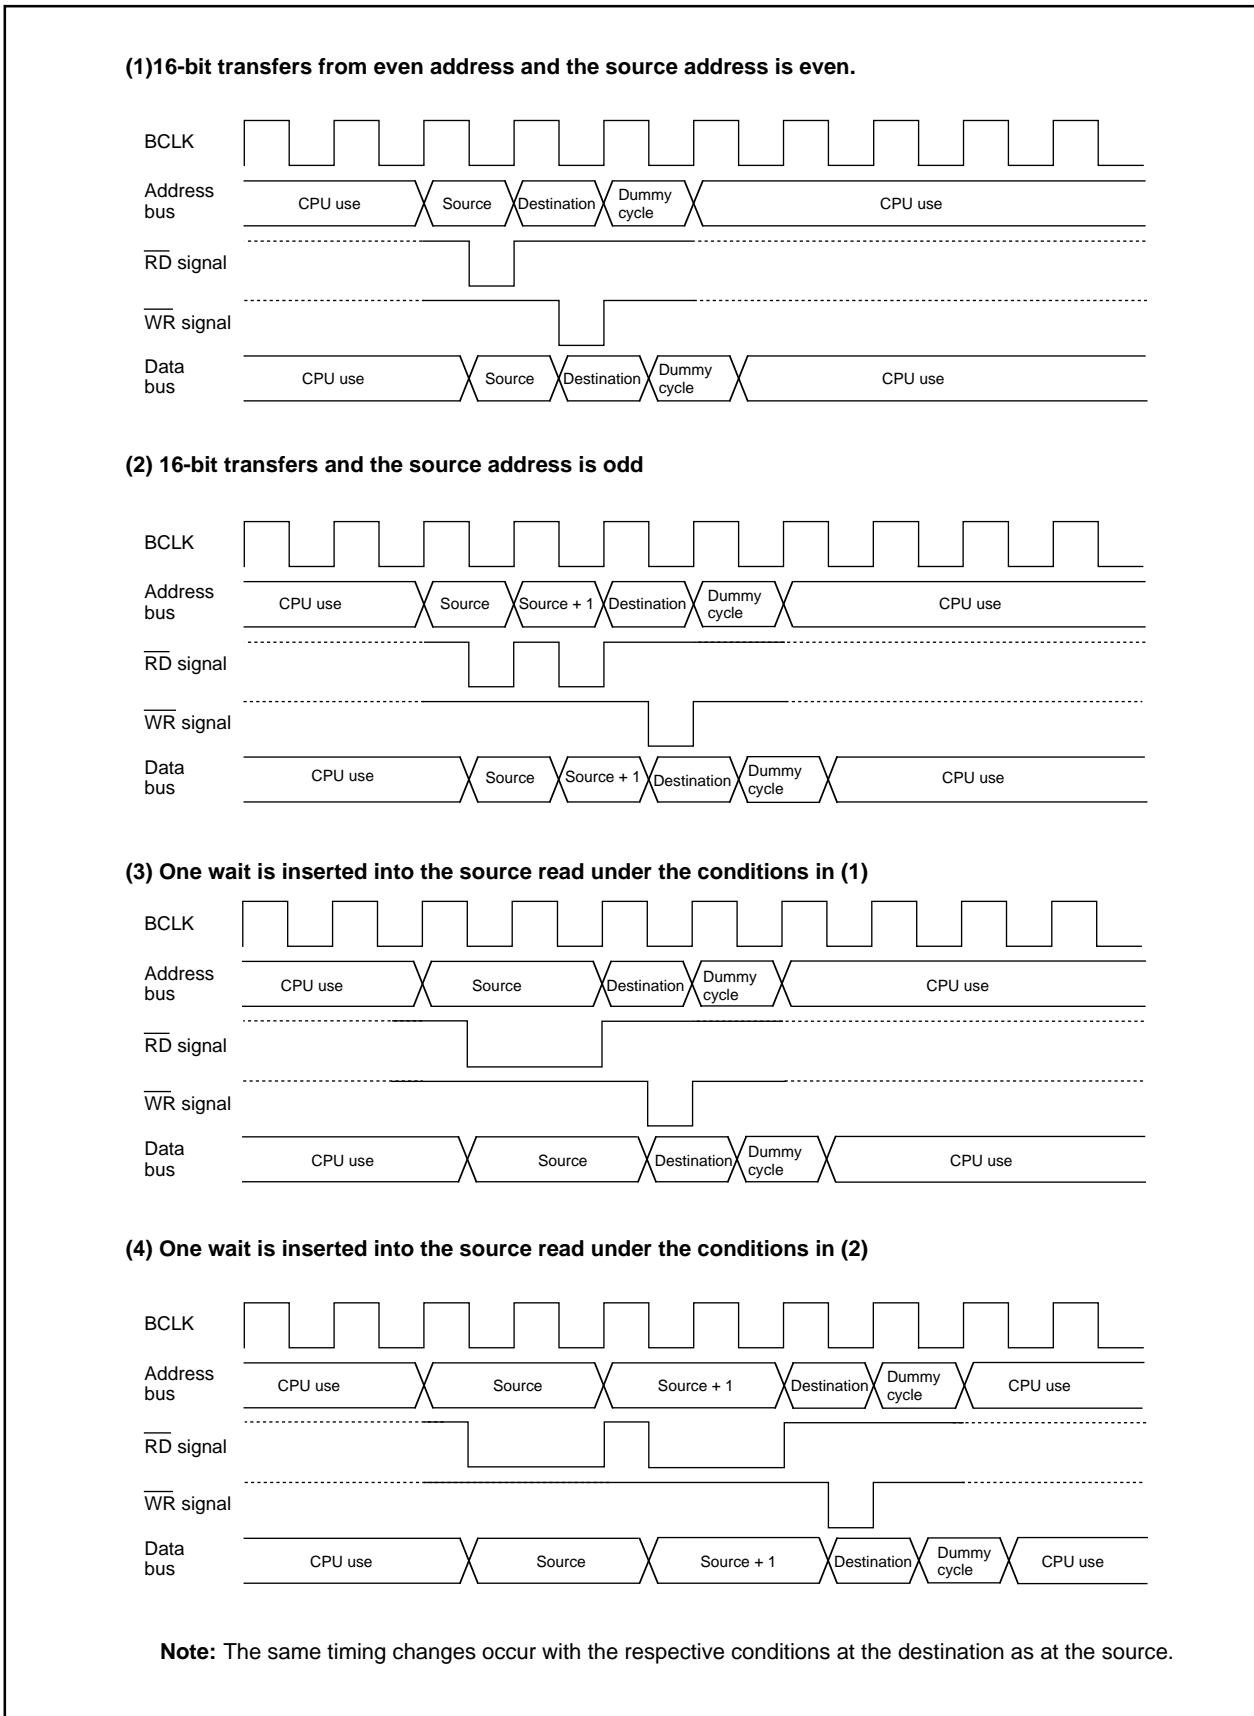 (1)16-bit transfers from even address and the source address is even.
BCLK
Address
bus
CPU use
Source
Destination
Dummy
cycle
CPU use
RD signal
WR signal
Data
bus
CPU use
Source
Destination
Dummy
cycle
CPU use
(2) 16-bit transfers and the source address is odd
BCLK
Address
bus
CPU use
Source
Source + 1
Destination
Dummy
cycle
CPU use
RD signal
WR signal
Data
bus
CPU use
Source
Source + 1
Destination
Dummy
cycle
CPU use
(3) One wait is inserted into the source read under the conditions in (1)
BCLK
Address
bus
CPU use
Source
Destination
Dummy
cycle
CPU use
RD signal
WR signal
Data
bus
CPU use
Source
Destination
Dummy
cycle
CPU use
(4) One wait is inserted into the source read under the conditions in (2)
BCLK
Address
bus
CPU use
Source
Source + 1
Destination
Dummy
cycle
CPU use
RD signal
WR signal
Data
bus
CPU use
Source
Source + 1
Destination
Dummy
cycle
CPU use
Note: The same timing changes occur with the respective conditions at the destination as at the source.